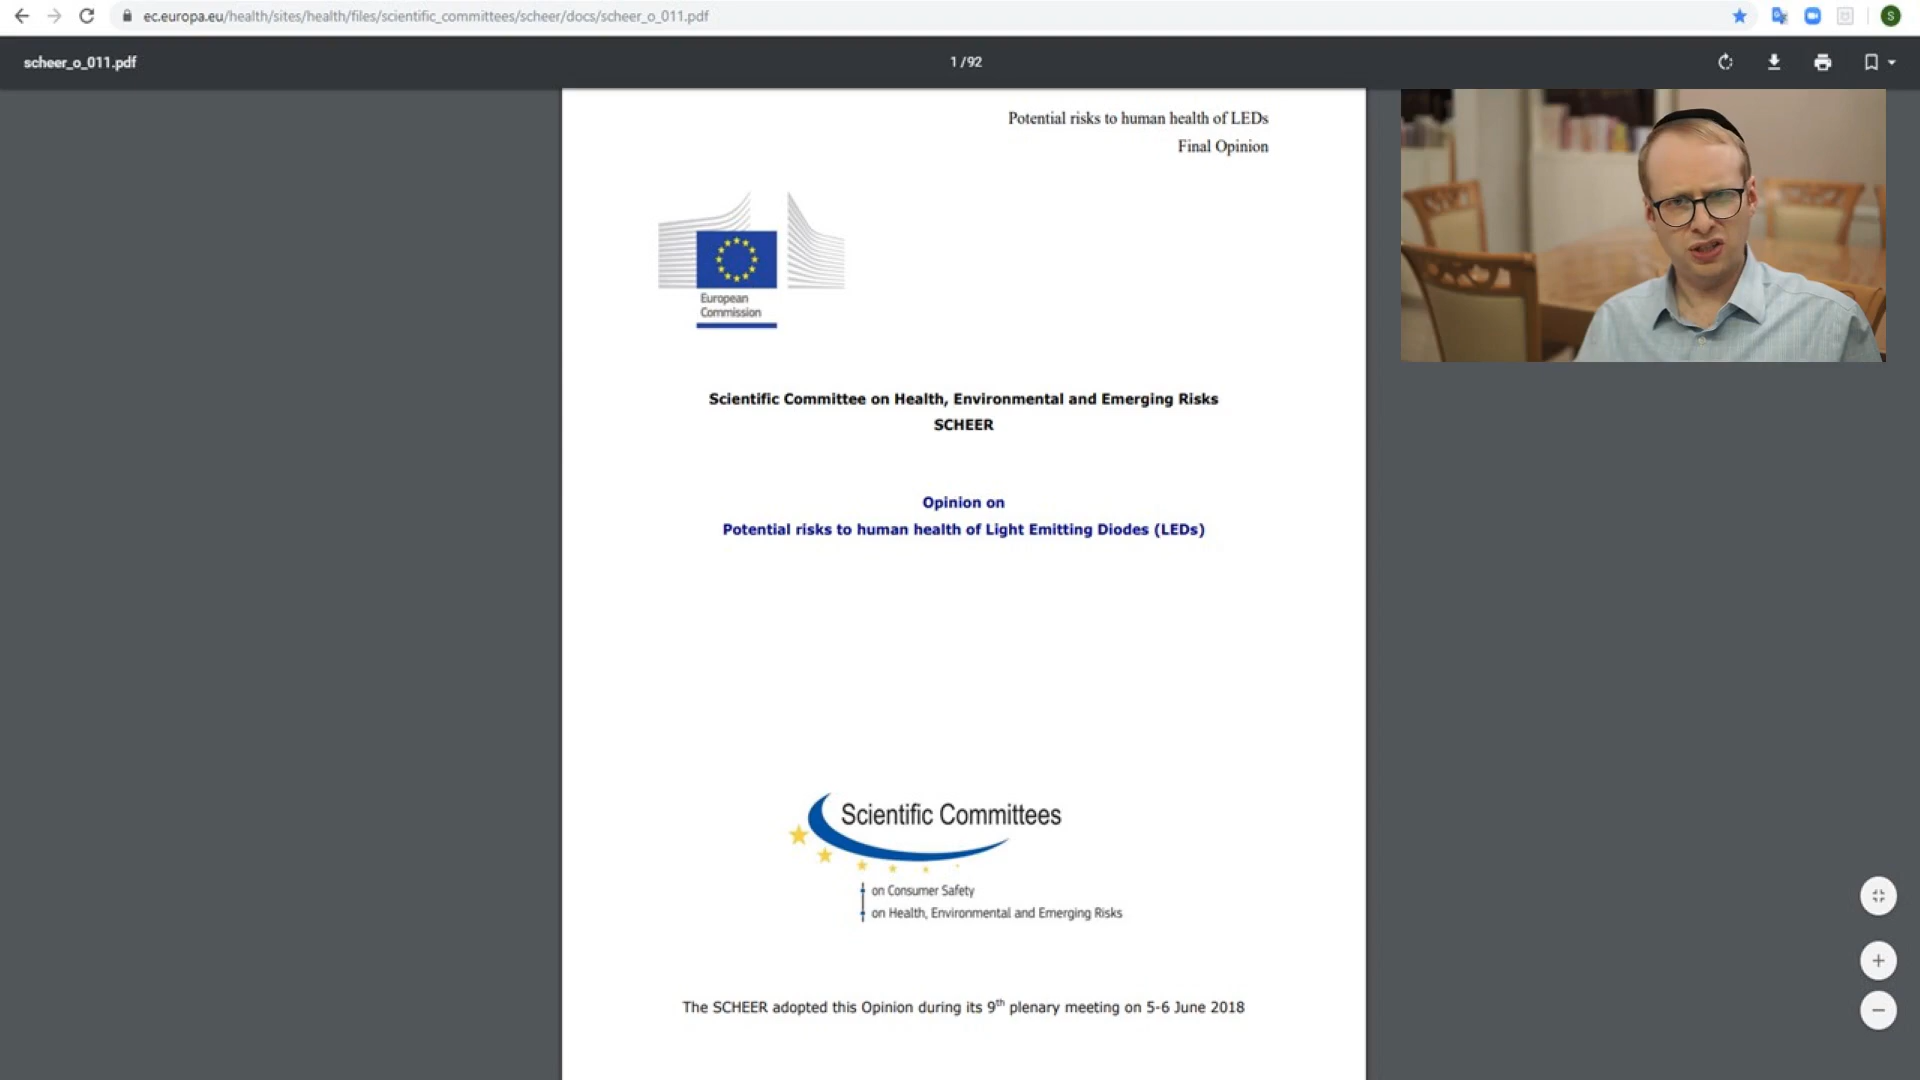 ec.europa.eu/health/sites/health/files/scientific_committees/scheer/docs/scheer_o_011.pdf
S
scheer_o_011.pdf
1 / 92
Potential risks to human health of LEDs
Final Opinion
European
Commission
Scientific Committee on Health, Environmental and Emerging Risks
SCHEER
Opinion on
Potential risks to human health of Light Emitting Diodes (LEDs)
Scientific Committees
on Consumer Safety
on Health, Environmental and Emerging Risks
The SCHEER adopted this Opinion during its 9th plenary meeting on 5-6 June 2018